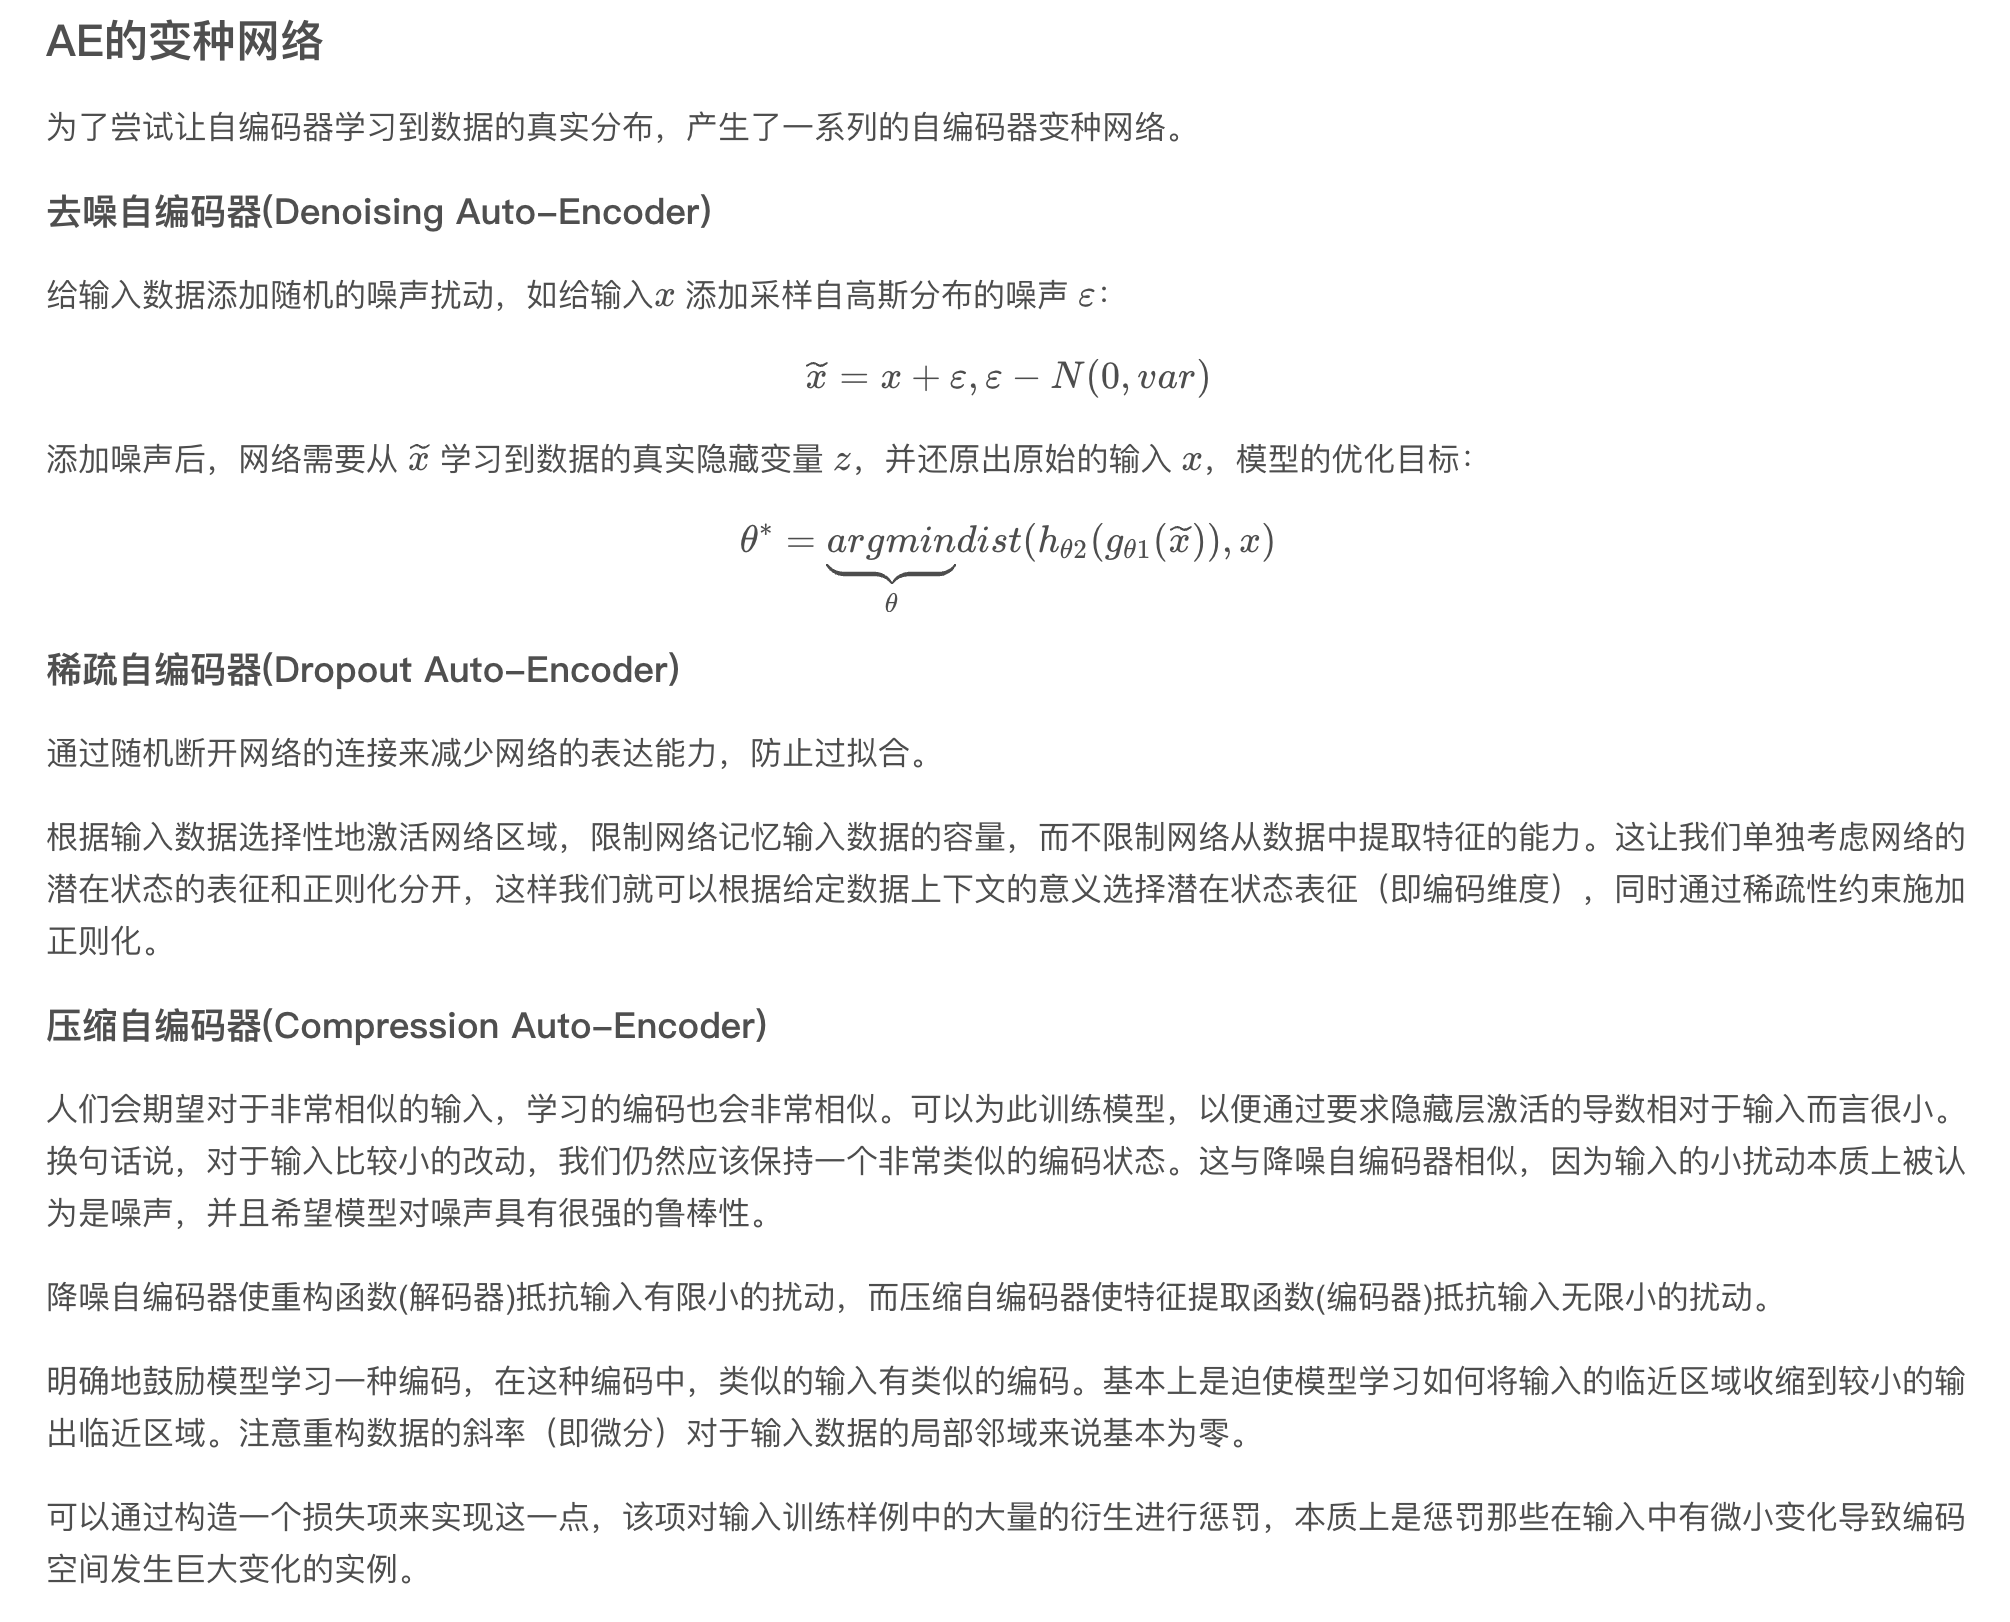 AE的变种网络
为了尝试让自编码器学习到数据的真实分布，产生了一系列的自编码器变种网络。
去噪自编码器(Denoising Auto-Encoder)
给输入数据添加随机的噪声扰动，如给输入x 添加采样自高斯分布的噪声 ε：
x̃ = x + ε, ε − N(0, var)
添加噪声后，网络需要从 x̃ 学习到数据的真实隐藏变量 z，并还原出原始的输入 x，模型的优化目标：
θ* = argmin dist(h_θ2(g_θ1(x̃)), x)
θ
稀疏自编码器(Dropout Auto-Encoder)
通过随机断开网络的连接来减少网络的表达能力，防止过拟合。
根据输入数据选择性地激活网络区域，限制网络记忆输入数据的容量，而不限制网络从数据中提取特征的能力。这让我们单独考虑网络的
潜在状态的表征和正则化分开，这样我们就可以根据给定数据上下文的意义选择潜在状态表征（即编码维度），同时通过稀疏性约束施加
正则化。
压缩自编码器(Compression Auto-Encoder)
人们会期望对于非常相似的输入，学习的编码也会非常相似。可以为此训练模型，以便通过要求隐藏层激活的导数相对于输入而言很小。
换句话说，对于输入比较小的改动，我们仍然应该保持一个非常类似的编码状态。这与降噪自编码器相似，因为输入的小扰动本质上被认
为是噪声，并且希望模型对噪声具有很强的鲁棒性。
降噪自编码器使重构函数(解码器)抵抗输入有限小的扰动，而压缩自编码器使特征提取函数(编码器)抵抗输入无限小的扰动。
明确地鼓励模型学习一种编码，在这种编码中，类似的输入有类似的编码。基本上是迫使模型学习如何将输入的临近区域收缩到较小的输
出临近区域。注意重构数据的斜率（即微分）对于输入数据的局部邻域来说基本为零。
可以通过构造一个损失项来实现这一点，该项对输入训练样例中的大量的衍生进行惩罚，本质上是惩罚那些在输入中有微小变化导致编码
空间发生巨大变化的实例。